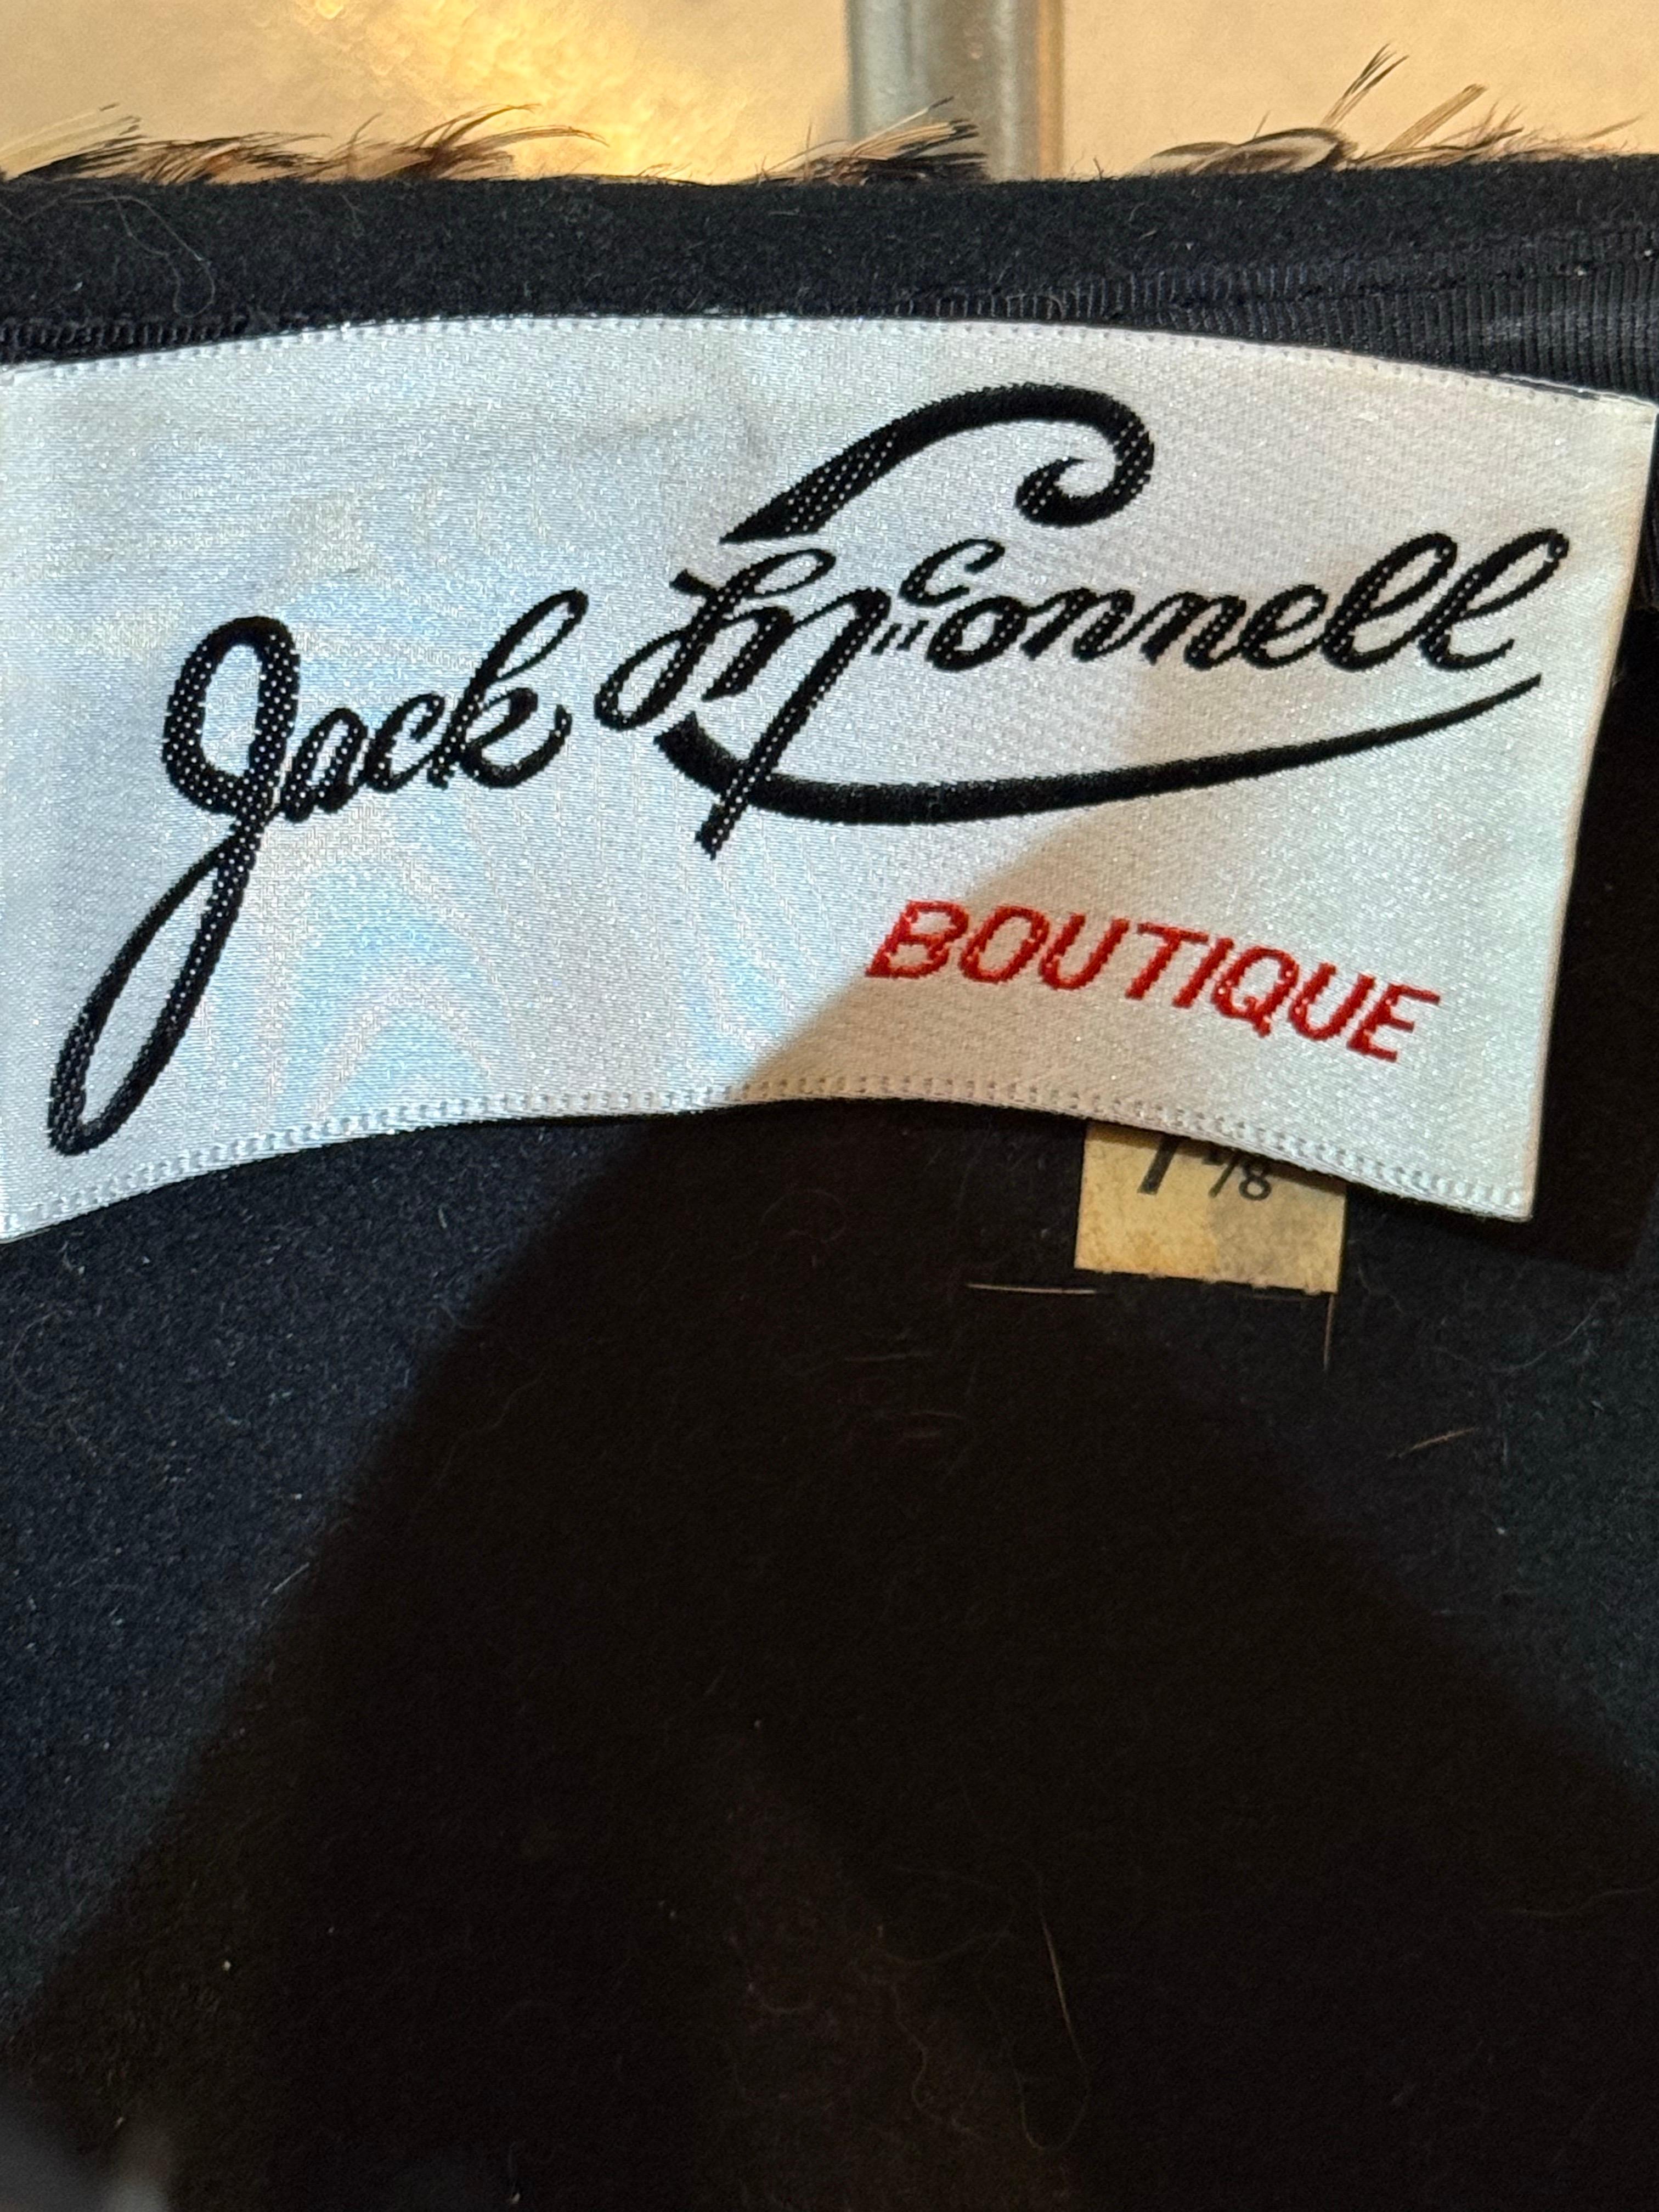 Jack McConnell
BOUTIQUE
7 1/8